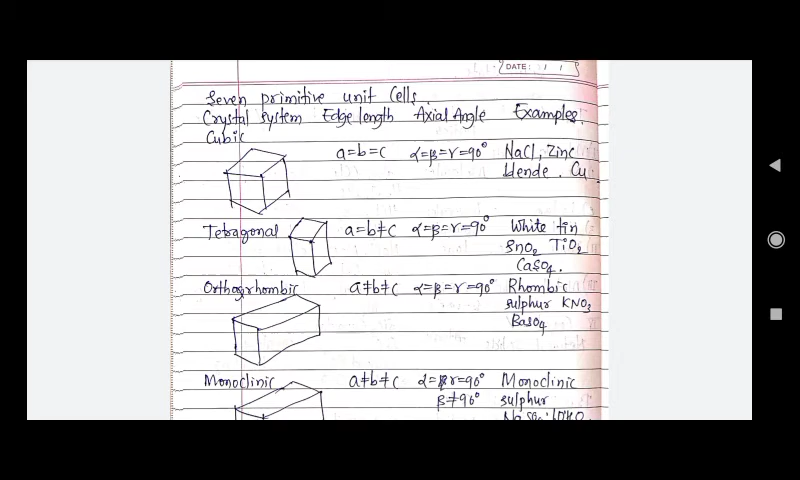 DATE: / /
Seven primitive unit Cells.
Crystal system Edge length Axial Angle Examples.
Cubic
a=b=c α=β=γ=90° NaCl, Zinc
blende. Cu
Tetragonal a=b≠c α=β=γ=90° White tin
SnO₂ TiO₂
CaSO₄.
Orthogrhombic a≠b≠c α=β=γ=90° Rhombic
sulphur KNO₃
BaSO₄
Monoclinic a≠b≠c α=γ=90° Monoclinic
β≠90° sulphur